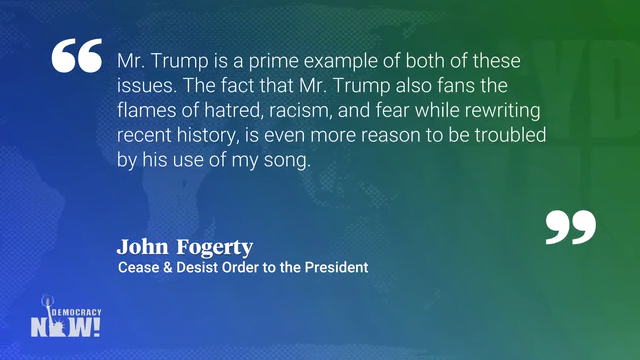 “
Mr. Trump is a prime example of both of these
issues. The fact that Mr. Trump also fans the
flames of hatred, racism, and fear while rewriting
recent history, is even more reason to be troubled
by his use of my song.
”
John Fogerty
Cease & Desist Order to the President
DEMOCRACY
NOW!